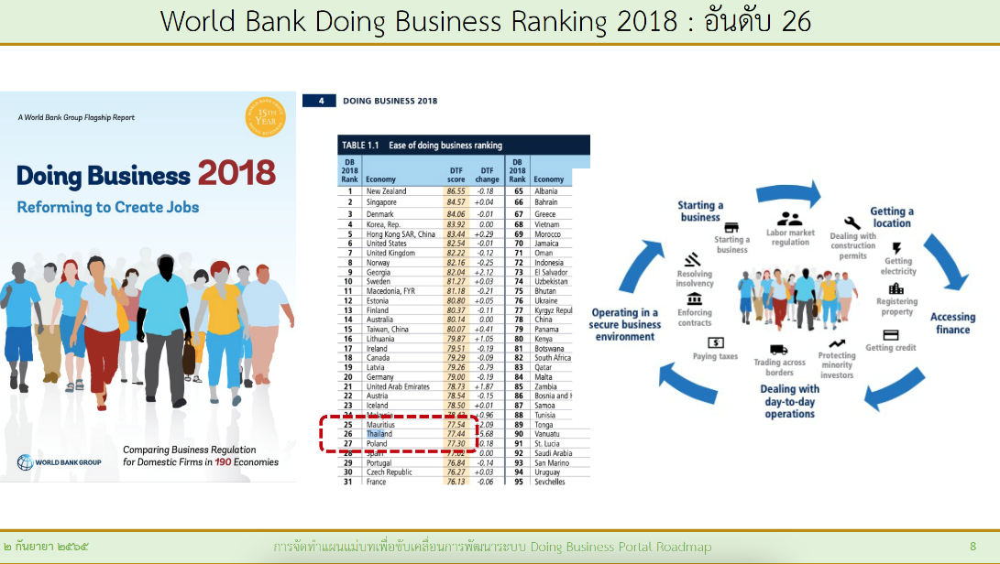 World Bank Doing Business Ranking 2018 : อันดับ 26
A World Bank Group Flagship Report
15TH
YEAR
Doing Business 2018
Reforming to Create Jobs
WORLD BANK GROUP
Comparing Business Regulation
for Domestic Firms in 190 Economies
4 DOING BUSINESS 2018
TABLE 1.1 Ease of doing business ranking
DB 2018 Rank Economy DTF score DTF change DB 2018 Rank Economy
1 New Zealand 86.55 -0.18 65 Albania
2 Singapore 84.57 +0.04 66 Bahrain
3 Denmark 84.06 -0.01 67 Greece
4 Korea, Rep. 83.92 0.00 68 Vietnam
5 Hong Kong SAR, China 83.44 +0.29 69 Morocco
6 United States 82.54 -0.01 70 Jamaica
7 United Kingdom 82.22 -0.12 71 Oman
8 Norway 82.16 -0.25 72 Indonesia
9 Georgia 82.04 +2.12 73 El Salvador
10 Sweden 81.27 +0.03 74 Uzbekistan
11 Macedonia, FYR 81.18 -0.21 75 Bhutan
12 Estonia 80.80 +0.05 76 Ukraine
13 Finland 80.37 -0.11 77 Kyrgyz Repul
14 Australia 80.14 0.00 78 China
15 Taiwan, China 80.07 +0.41 79 Panama
16 Lithuania 79.87 +1.05 80 Kenya
17 Ireland 79.51 -0.19 81 Botswana
18 Canada 79.29 -0.09 82 South Africa
19 Latvia 79.26 -0.79 83 Qatar
20 Germany 79.00 -0.19 84 Malta
21 United Arab Emirates 78.73 +1.87 85 Zambia
22 Austria 78.54 -0.15 86 Bosnia and
23 Iceland 78.50 +0.01 87 Samoa
24 Malaysia 78.43 +0.96 88 Tunisia
25 Mauritius 77.54 +2.09 89 Tonga
26 Thailand 77.44 +5.68 90 Vanuatu
27 Poland 77.30 +0.18 91 St. Lucia
28 Spain 77.02 0.00 92 Saudi Arabia
29 Portugal 76.84 -0.14 93 San Marino
30 Czech Republic 76.27 +0.03 94 Uruguay
31 France 76.13 -0.06 95 Seychelles
Starting a
business
Starting a
business
Labor market
regulation
Getting a
location
Dealing with
construction
permits
Getting
electricity
Registering
property
Accessing
finance
Getting credit
Protecting
minority
investors
Trading across
borders
Dealing with
day-to-day
operations
Paying taxes
Enforcing
contracts
Resolving
insolvency
Operating in a
secure business
environment
๒ กันยายา ๒๕๖๕
การจัดทำแผนแม่บทเพื่อขับเคลื่อนการพัฒนาระบบ Doing Business Portal Roadmap
8